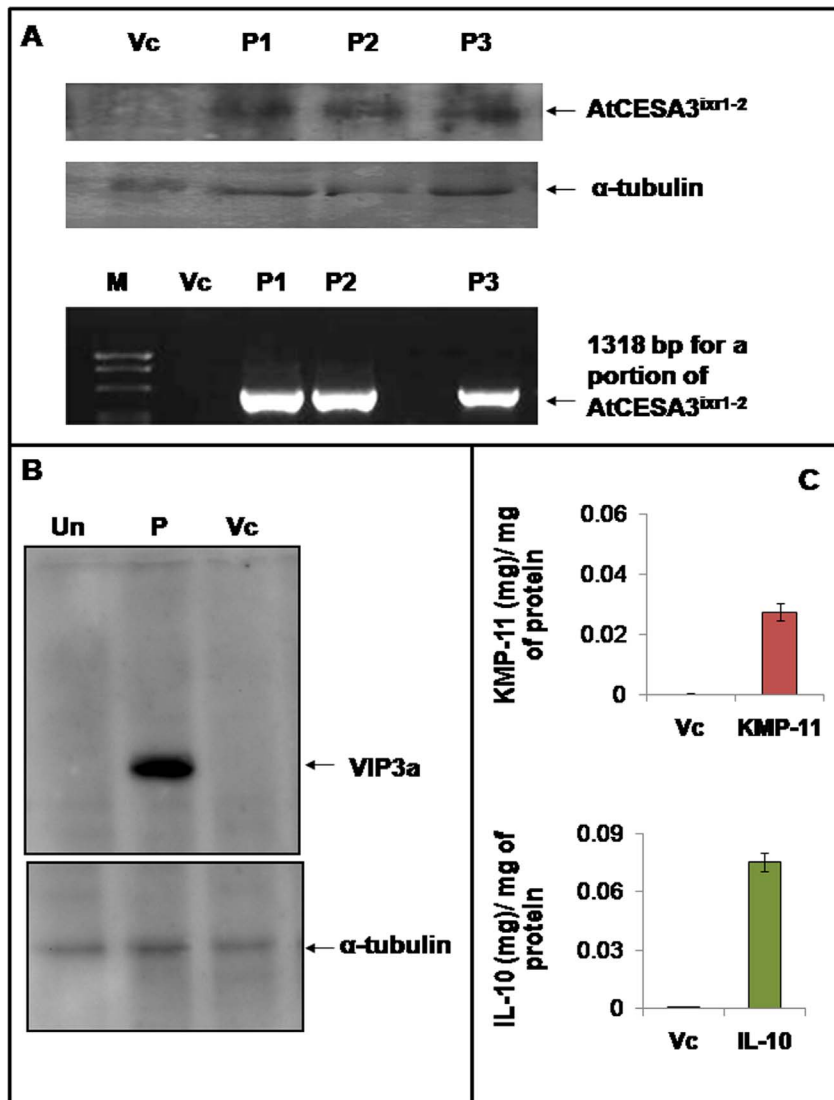 A
Vc P1 P2 P3
AtCESA3ixr1-2
α-tubulin
M Vc P1 P2 P3
1318 bp for a
portion of
AtCESA3ixr1-2
B
Un P Vc
VIP3a
α-tubulin
C
KMP-11 (mg)/ mg
of protein
0.06
0.04
0.02
0
Vc KMP-11
IL-10 (mg)/ mg of
protein
0.09
0.06
0.03
0
Vc IL-10